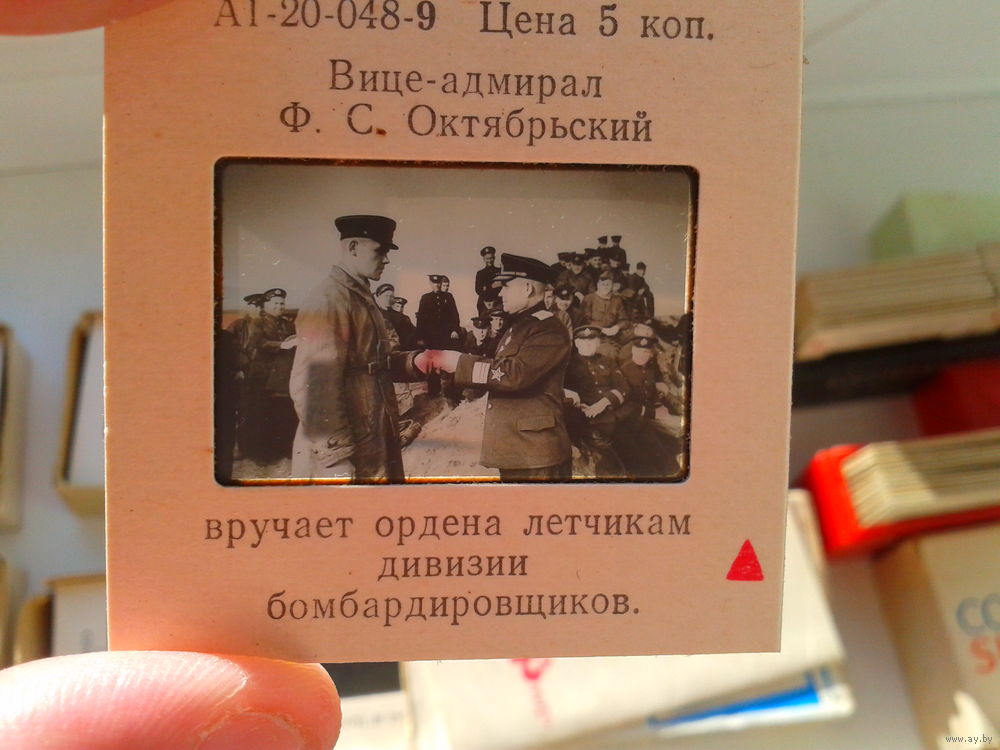 А1-20-048-9 Цена 5 коп.
Вице-адмирал
Ф. С. Октябрьский
вручает ордена летчикам
дивизии
бомбардировщиков.
www.ay.by